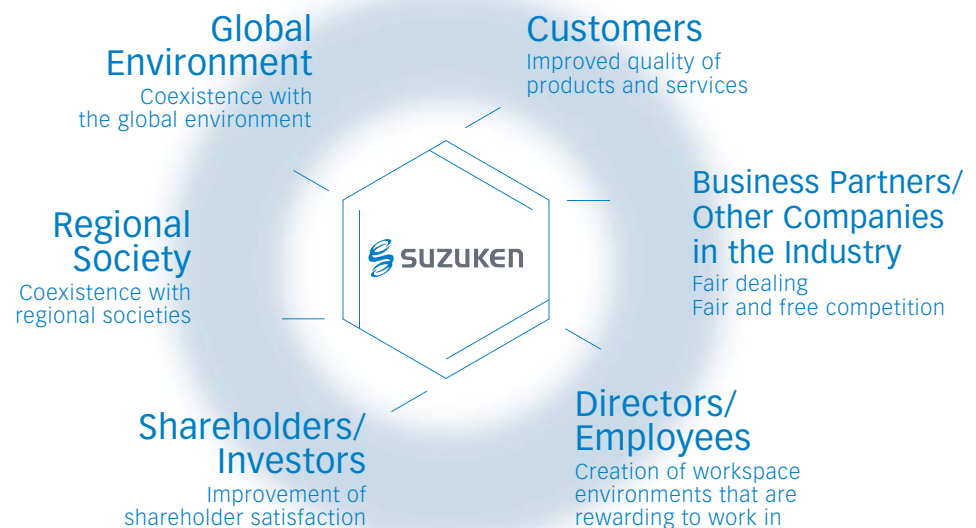 Global
Environment
Coexistence with
the global environment
Customers
Improved quality of
products and services
Business Partners/
Other Companies
in the Industry
Fair dealing
Fair and free competition
Regional
Society
Coexistence with
regional societies
SUZUKEN
Shareholders/
Investors
Improvement of
shareholder satisfaction
Directors/
Employees
Creation of workspace
environments that are
rewarding to work in